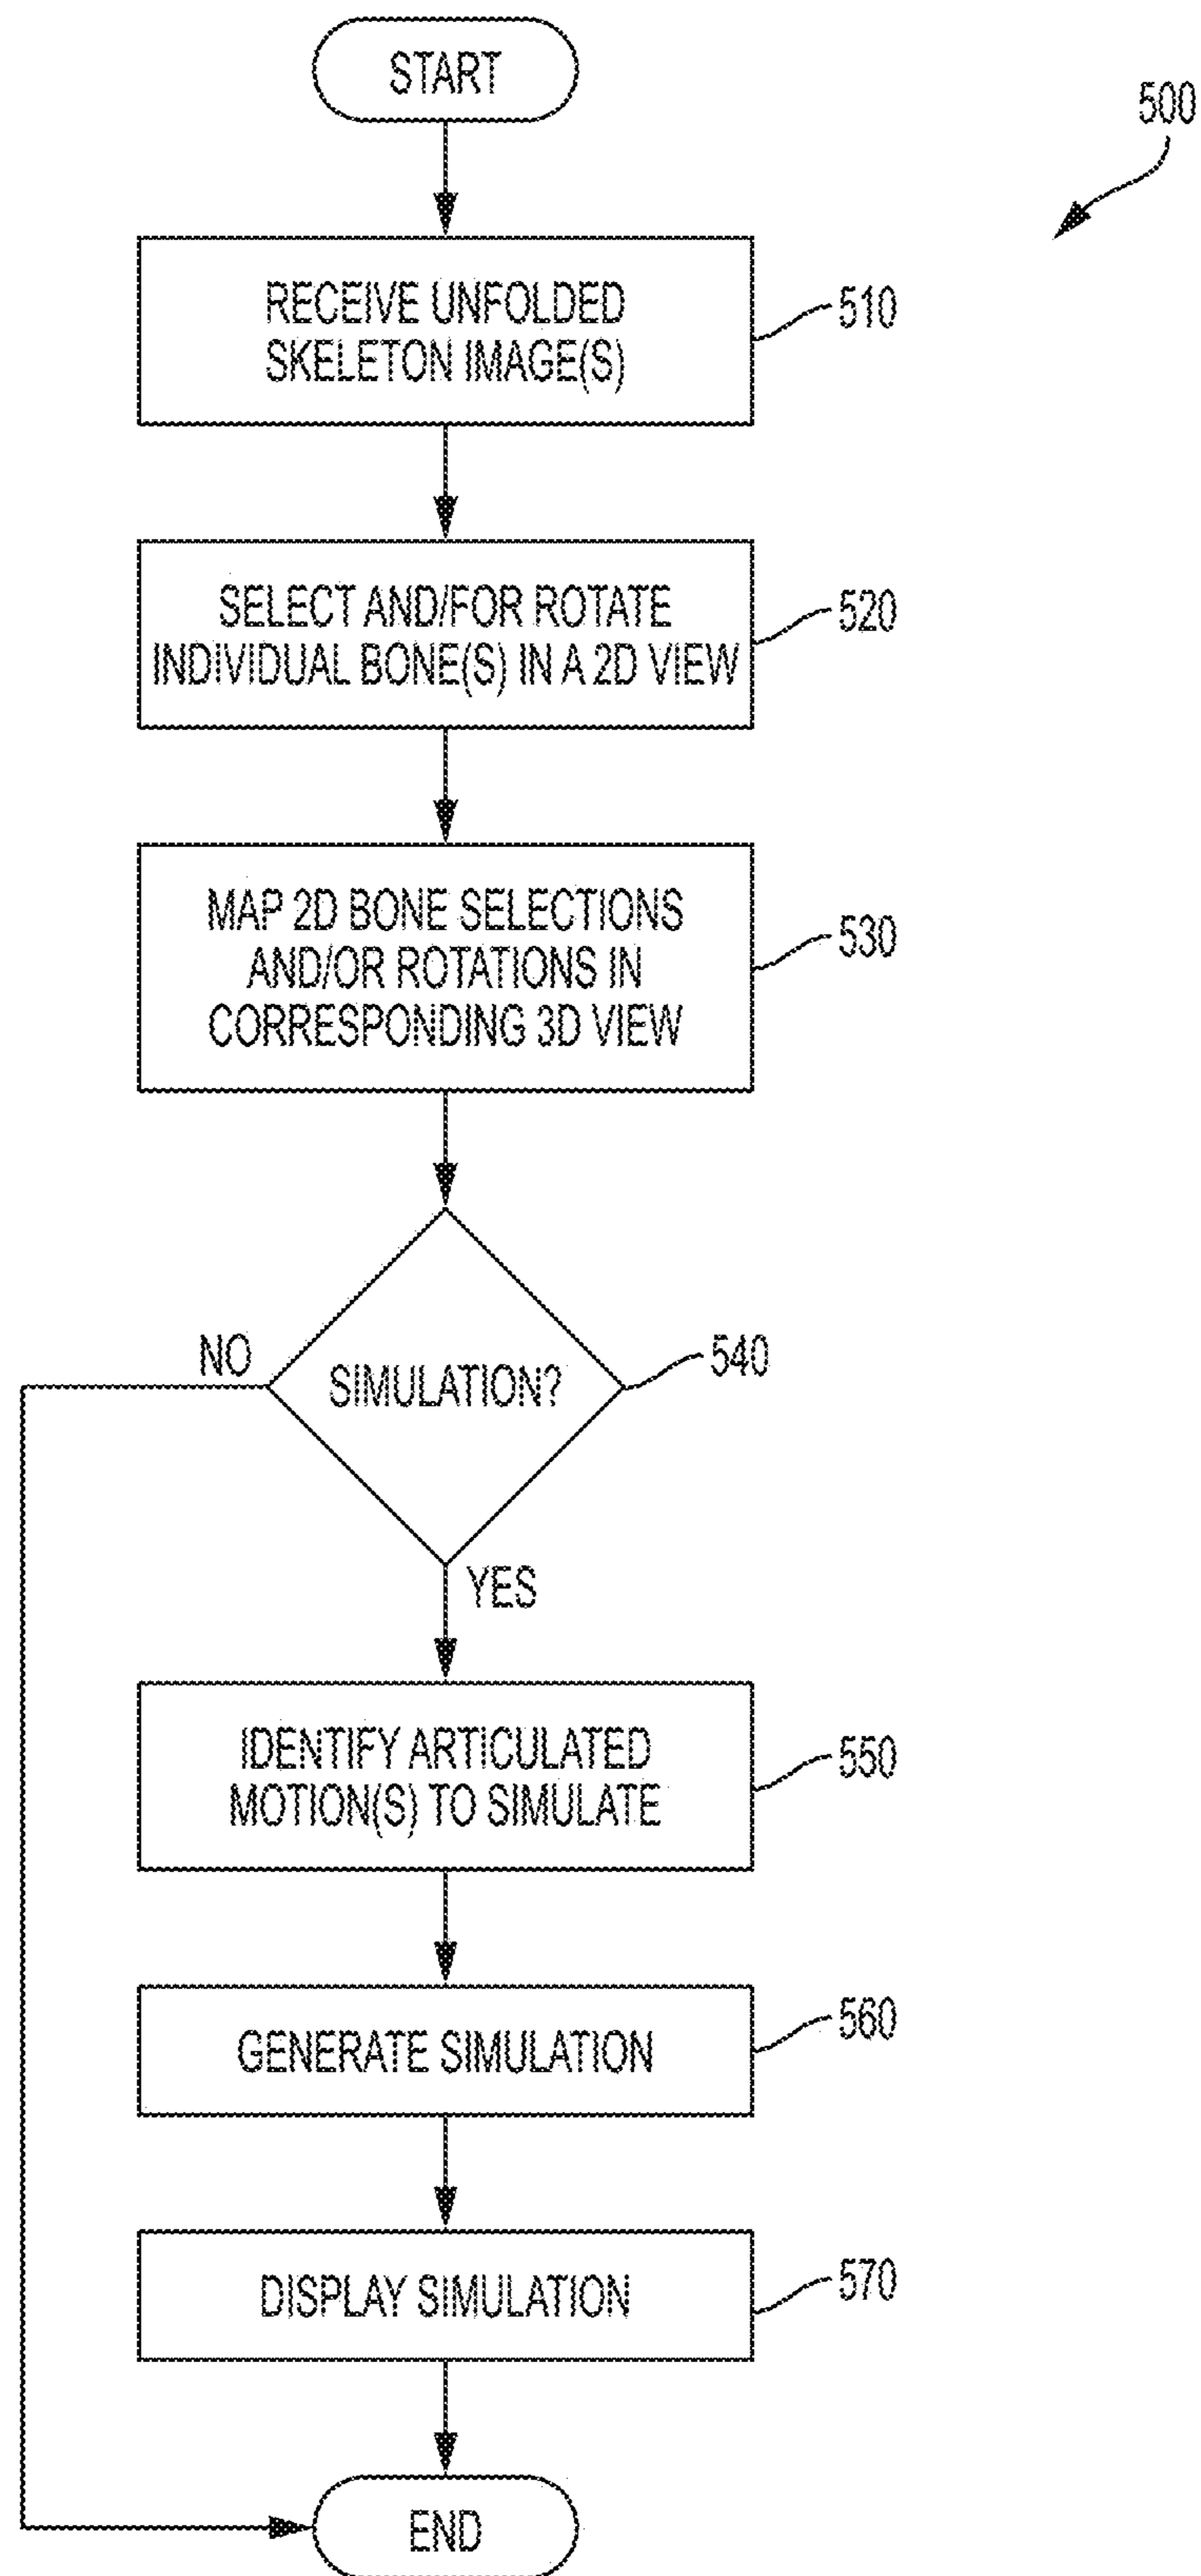 START
500
RECEIVE UNFOLDED
SKELETON IMAGE(S)
510
SELECT AND/FOR ROTATE
INDIVIDUAL BONE(S) IN A 2D VIEW
520
MAP 2D BONE SELECTIONS
AND/OR ROTATIONS IN
CORRESPONDING 3D VIEW
530
NO
SIMULATION?
540
YES
IDENTIFY ARTICULATED
MOTION(S) TO SIMULATE
550
GENERATE SIMULATION
560
DISPLAY SIMULATION
570
END